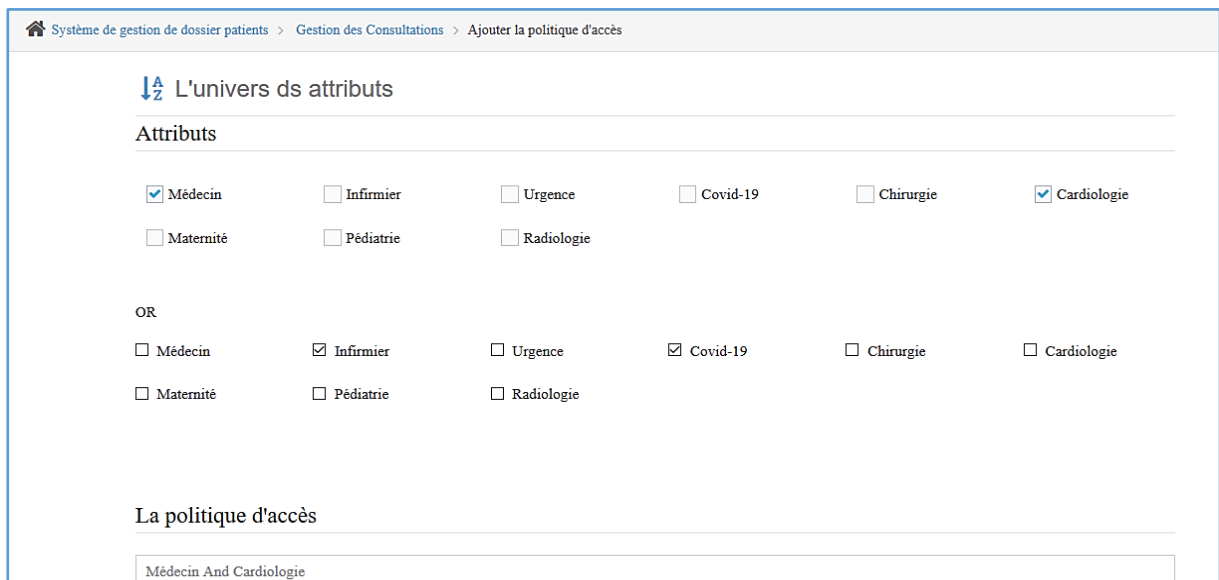 Système de gestion de dossier patients > Gestion des Consultations > Ajouter la politique d'accès
L'univers ds attributs
Attributs
Médecin Infirmier Urgence Covid-19 Chirurgie Cardiologie
Maternité Pédiatrie Radiologie
OR
Médecin Infirmier Urgence Covid-19 Chirurgie Cardiologie
Maternité Pédiatrie Radiologie
La politique d'accès
Médecin And Cardiologie